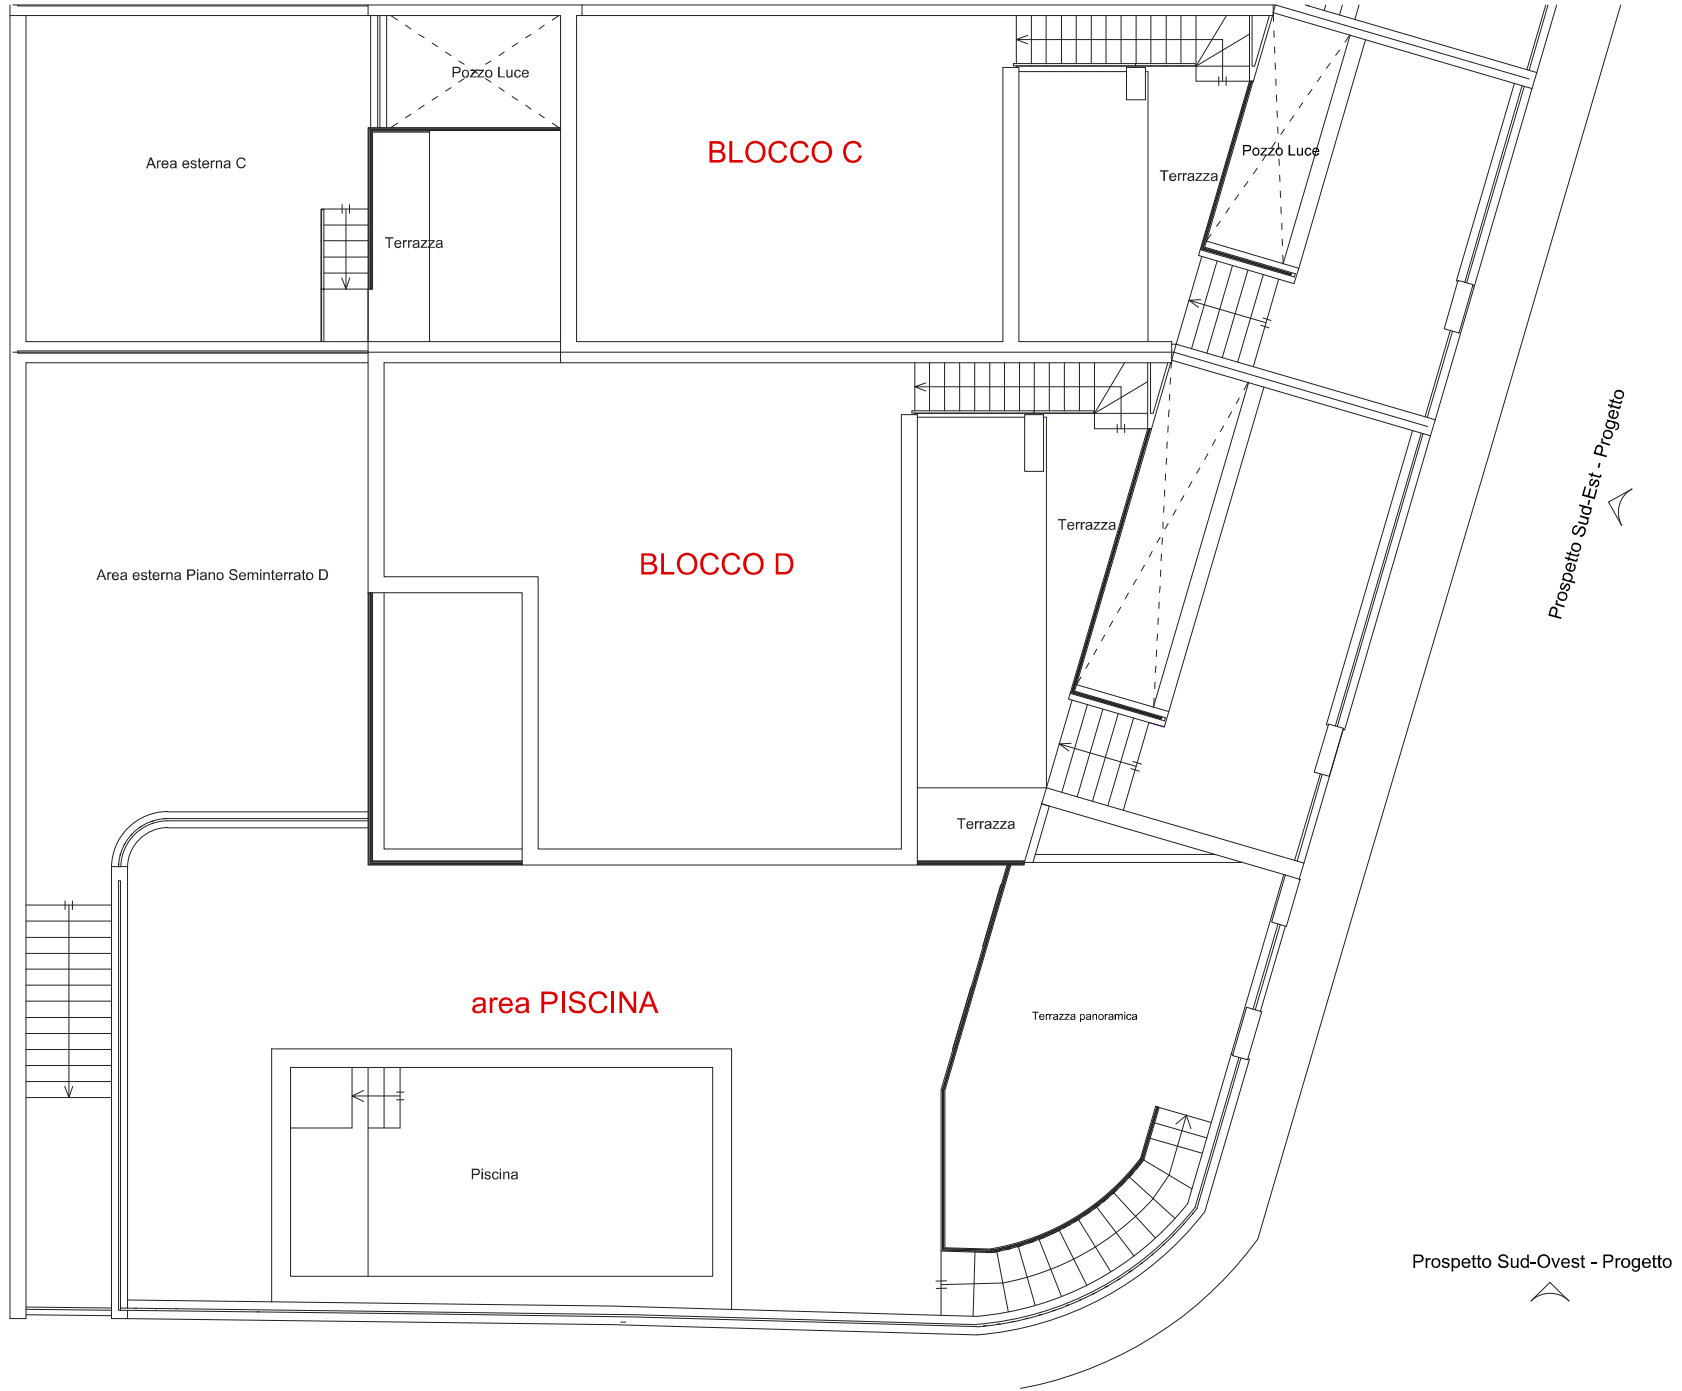 Pozzo Luce
BLOCCO C
Area esterna C
Pozzo Luce
Terrazza
Terrazza
Terrazza
BLOCCO D
Area esterna Piano Seminterrato D
Prospetto Sud-Est - Progetto
Terrazza
area PISCINA
Terrazza panoramica
Piscina
Prospetto Sud-Ovest - Progetto